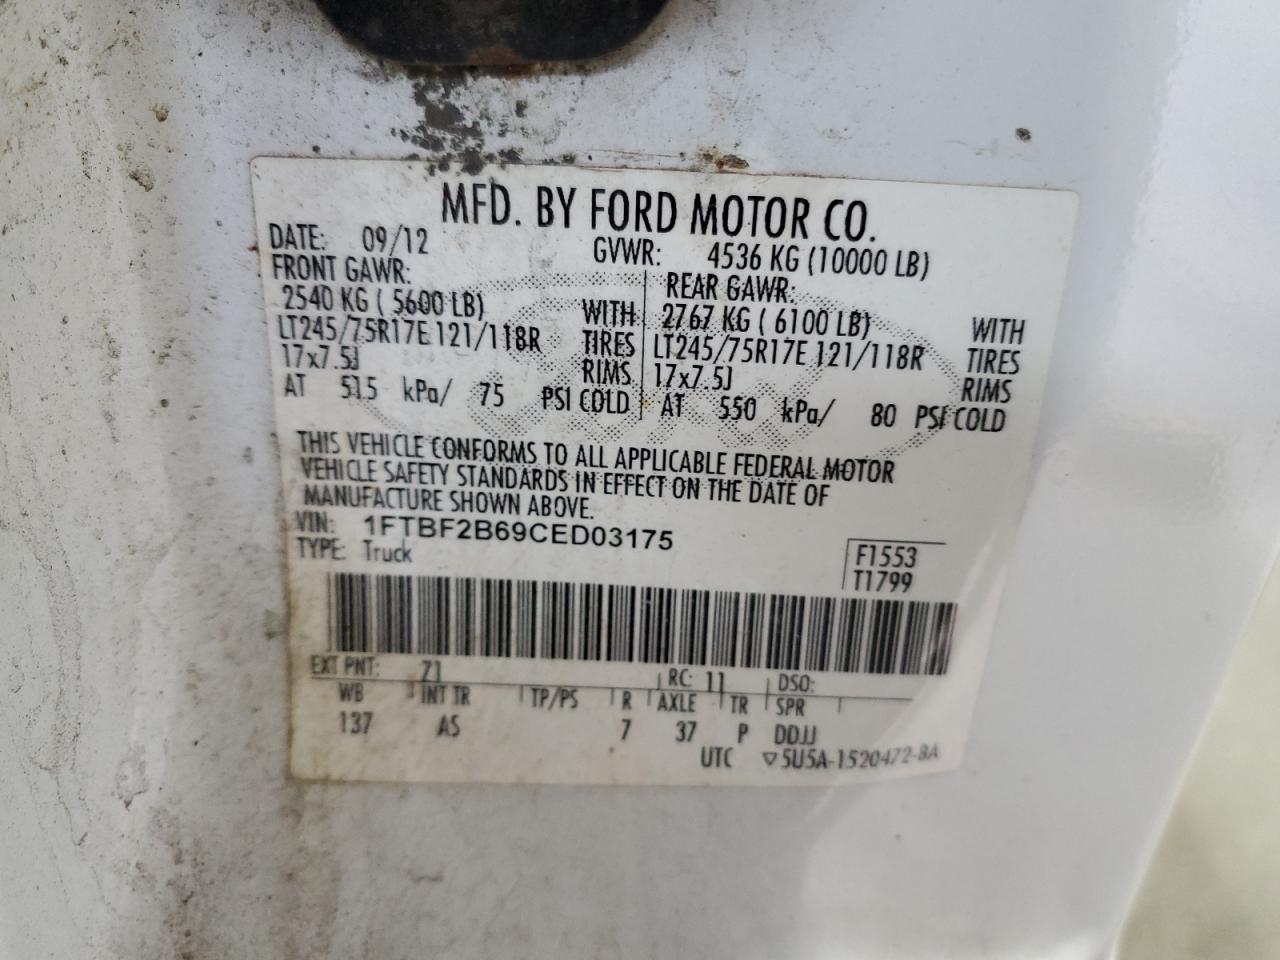 MFD. BY FORD MOTOR CO.
DATE: 09/12 GVWR: 4536 KG (10000 LB)
FRONT GAWR: REAR GAWR:
2540 KG ( 5600 LB) WITH 2767 KG ( 6100 LB) WITH
LT245/75R17E 121/118R TIRES LT245/75R17E 121/118R TIRES
17x7.5J RIMS 17x7.5J RIMS
AT 515 kPa/ 75 PSI COLD AT 550 kPa/ 80 PSI COLD
THIS VEHICLE CONFORMS TO ALL APPLICABLE FEDERAL MOTOR
VEHICLE SAFETY STANDARDS IN EFFECT ON THE DATE OF
MANUFACTURE SHOWN ABOVE.
VIN: 1FTBF2B69CED03175
TYPE: Truck F1553
T1799
EXT PNT: Z1 RC: 11 DSO:
WB INT TR TP/PS R AXLE TR SPR
137 AS 7 37 P DDJJ
UTC ▽5U5A-1520472-BA